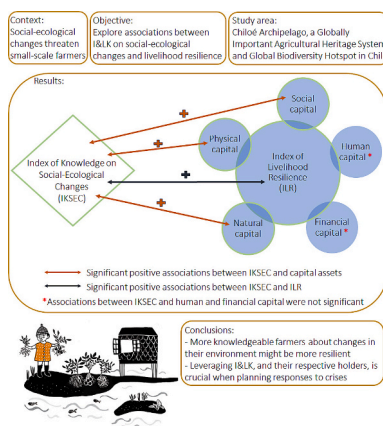 Context:
Social-ecological
changes threaten
small-scale farmers
Objective:
Explore associations between
I&LK on social-ecological
changes and livelihood resilience
Study area:
Chiloé Archipelago, a Globally
Important Agricultural Heritage System
and Global Biodiversity Hotspot in Chil
Results:
Social
capital
Physical
capital
Human
capital *
Index of Knowledge on
Social-Ecological
Changes
(IKSEC)
Index of
Livelihood
Resilience
(ILR)
Natural
capital
Financial
capital *
Significant positive associations between IKSEC and capital assets
Significant positive associations between IKSEC and ILR
*Associations between IKSEC and human and financial capital were not significant
Conclusions:
- More knowledgeable farmers about changes in
their environment might be more resilient
- Leveraging I&LK, and their respective holders, is
crucial when planning responses to crises